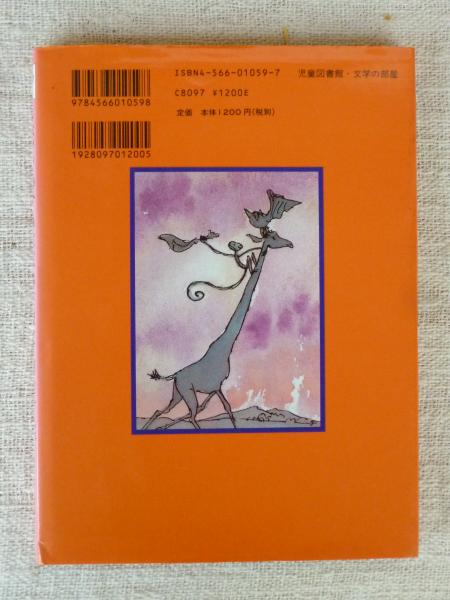 ISBN4-566-01059-7
児童図書館・文学の部屋
9784566010598
C8097 ¥1200E
定価 本体1200円(税別)
1928097012005